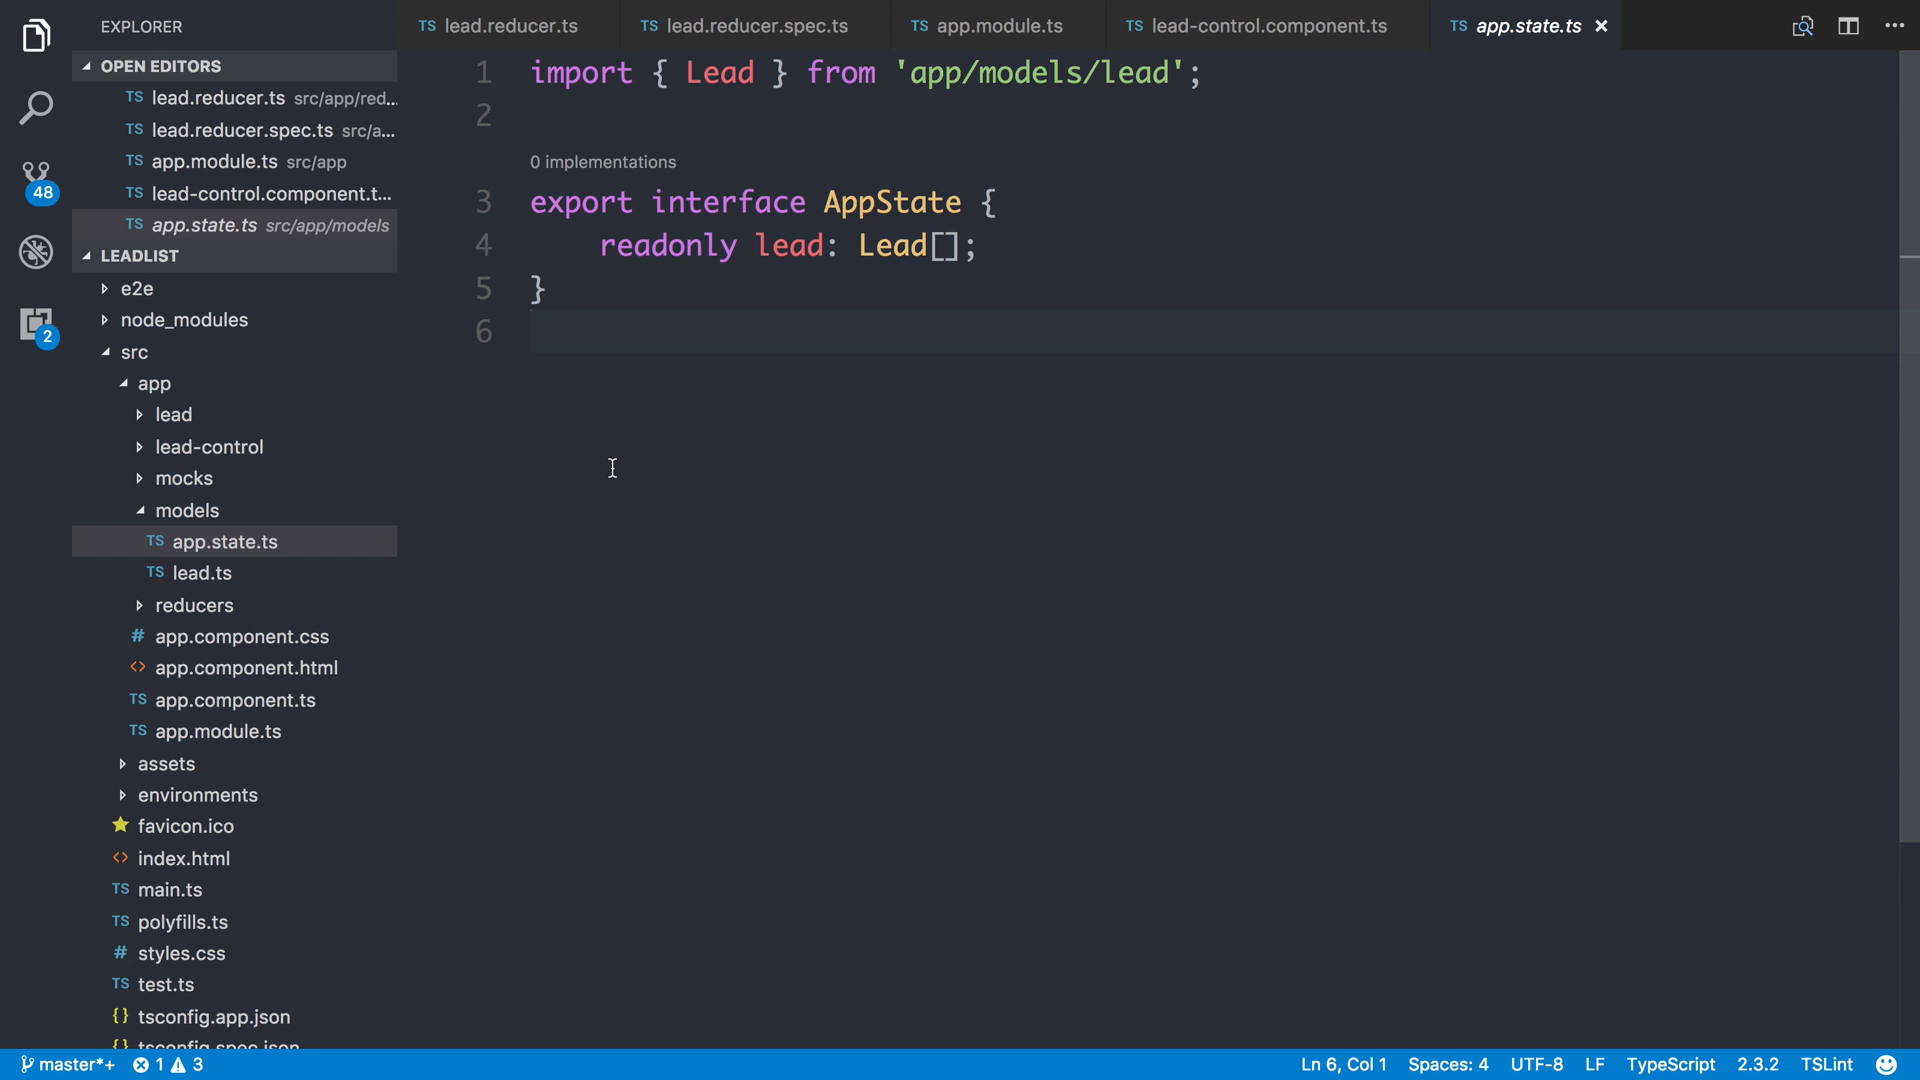 EXPLORER
OPEN EDITORS
TS lead.reducer.ts src/app/red...
TS lead.reducer.spec.ts src/a...
TS app.module.ts src/app
TS lead-control.component.t...
TS app.state.ts src/app/models
LEADLIST
e2e
node_modules
src
app
lead
lead-control
mocks
models
TS app.state.ts
TS lead.ts
reducers
# app.component.css
<> app.component.html
TS app.component.ts
TS app.module.ts
assets
environments
favicon.ico
<> index.html
TS main.ts
TS polyfills.ts
# styles.css
TS test.ts
{} tsconfig.app.json
{} tsconfig.spec.json
48
2
TS lead.reducer.ts
TS lead.reducer.spec.ts
TS app.module.ts
TS lead-control.component.ts
TS app.state.ts ×
1 import { Lead } from 'app/models/lead';
2
0 implementations
3 export interface AppState {
4 readonly lead: Lead[];
5 }
6
master*+ 1 3
Ln 6, Col 1 Spaces: 4 UTF-8 LF TypeScript 2.3.2 TSLint